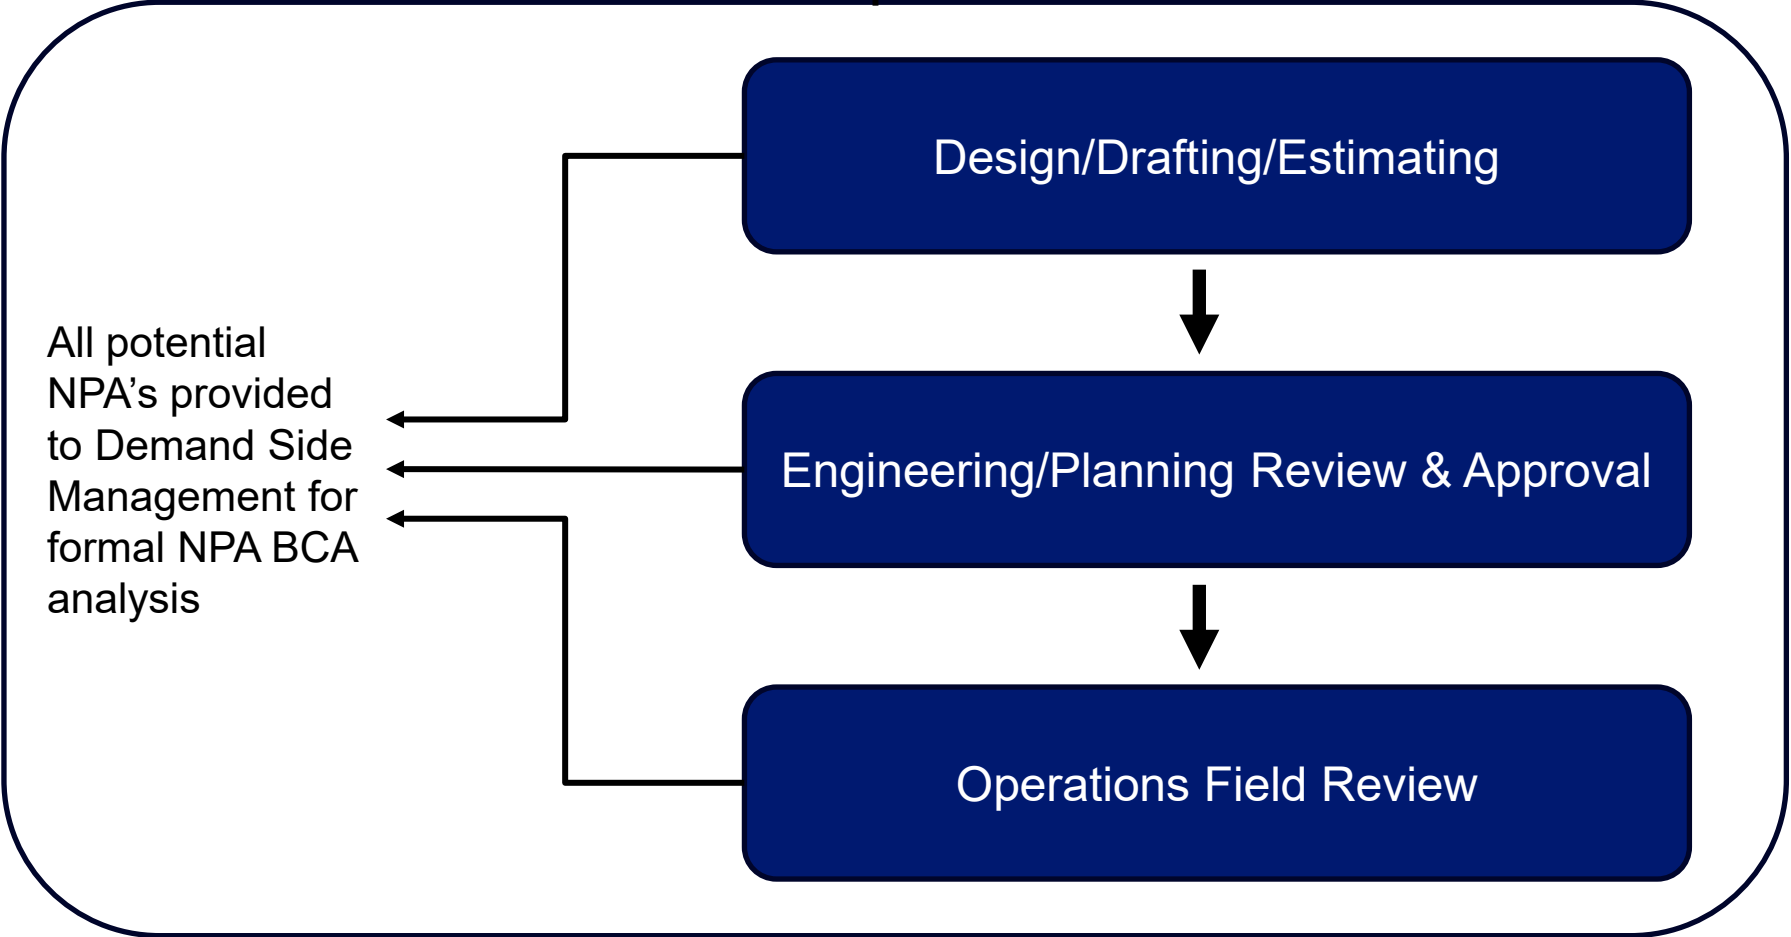 Design/Drafting/Estimating
All potential
NPA’s provided
to Demand Side
Management for
formal NPA BCA
analysis
Engineering/Planning Review & Approval
Operations Field Review